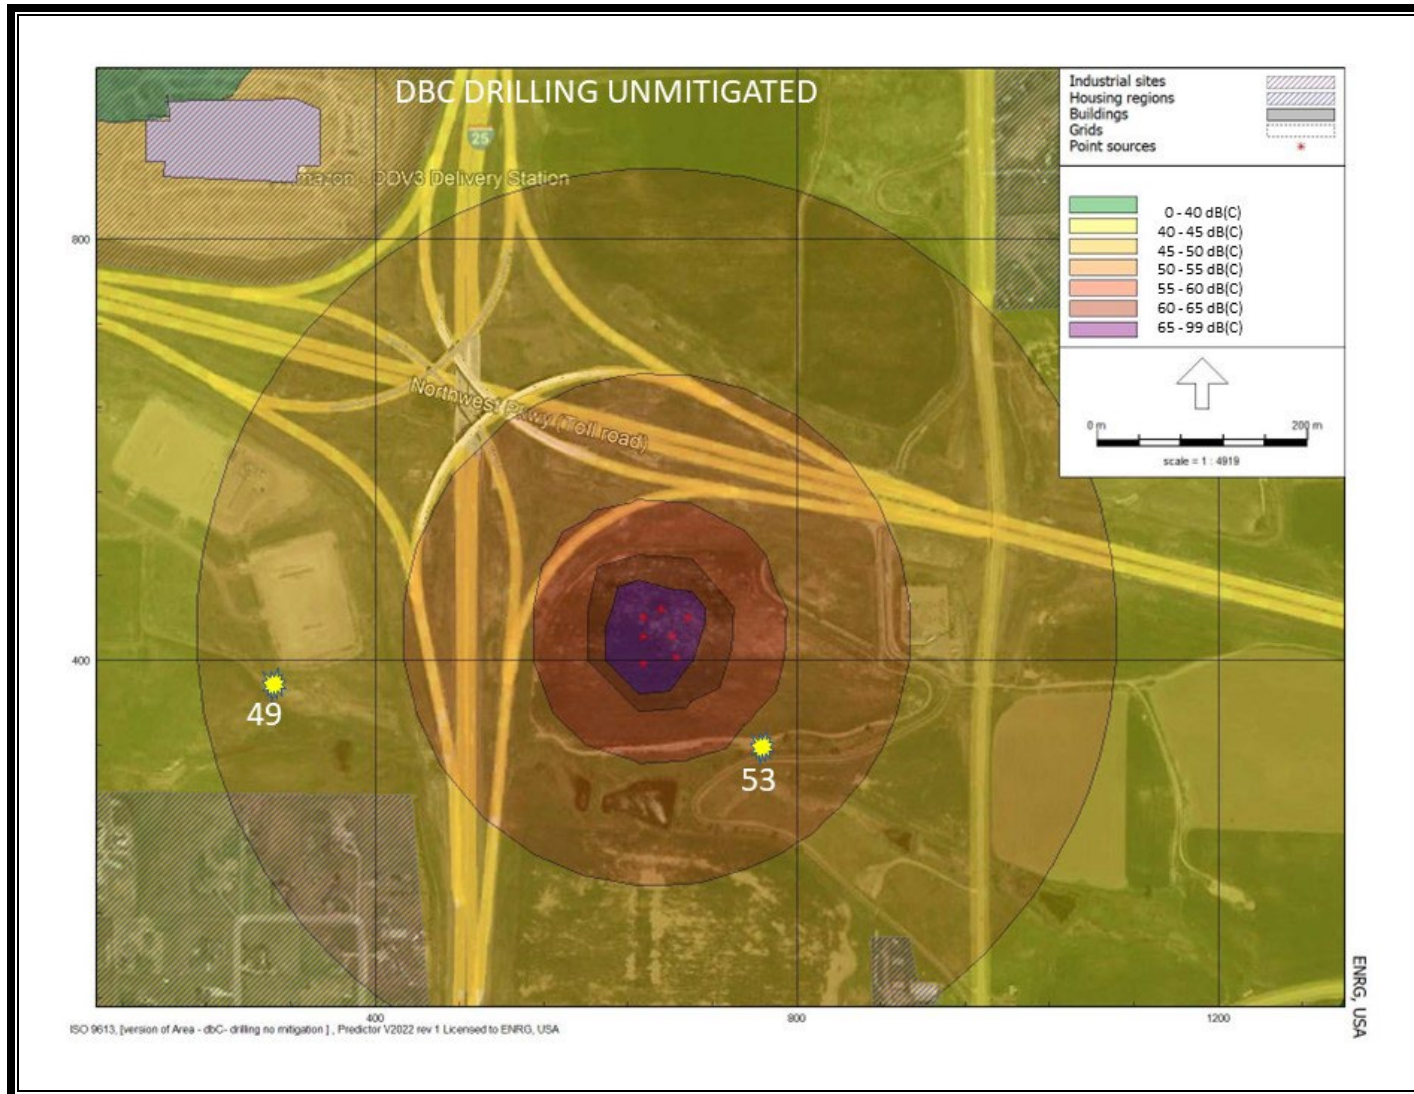 DBC DRILLING UNMITIGATED
25
mazon - DDV3 Delivery Station
Northwest Pkwy (Toll road)
49
53
800
400
400
800
1200
Industrial sites
Housing regions
Buildings
Grids
Point sources
0 - 40 dB(C)
40 - 45 dB(C)
45 - 50 dB(C)
50 - 55 dB(C)
55 - 60 dB(C)
60 - 65 dB(C)
65 - 99 dB(C)
0 m 200 m
scale = 1 : 4919
ISO 9613, [version of Area - dbC- drilling no mitigation ] , Predictor V2022 rev 1 Licensed to ENRG, USA
ENRG, USA